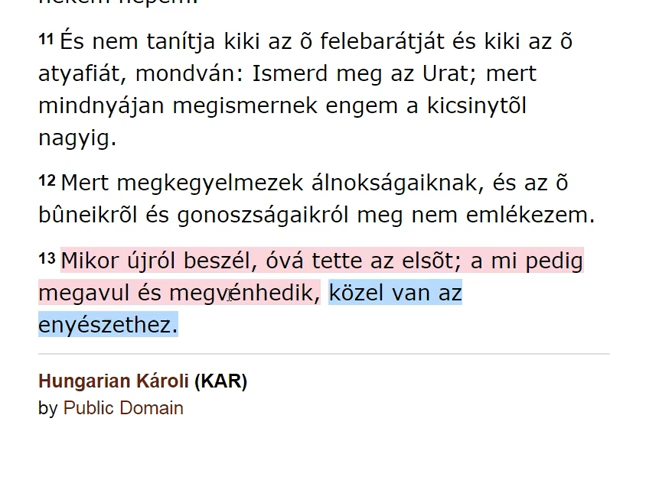 11 És nem tanítja kiki az õ felebarátját és kiki az õ
atyafiát, mondván: Ismerd meg az Urat; mert
mindnyájan megismernek engem a kicsinytõl
nagyig.
12 Mert megkegyelmezek álnokságaiknak, és az õ
bûneikrõl és gonoszságaikról meg nem emlékezem.
13 Mikor újról beszél, óvá tette az elsõt; a mi pedig
megavul és megvénhedik, közel van az
enyészethez.
Hungarian Károli (KAR)
by Public Domain